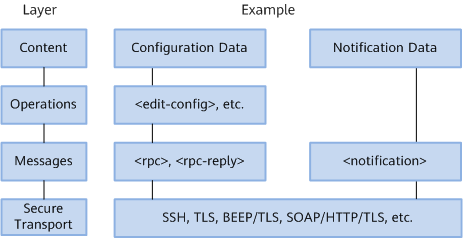 Layer Example
Content Configuration Data Notification Data
Operations <edit-config>, etc.
Messages <rpc>, <rpc-reply> <notification>
Secure
Transport SSH, TLS, BEEP/TLS, SOAP/HTTP/TLS, etc.